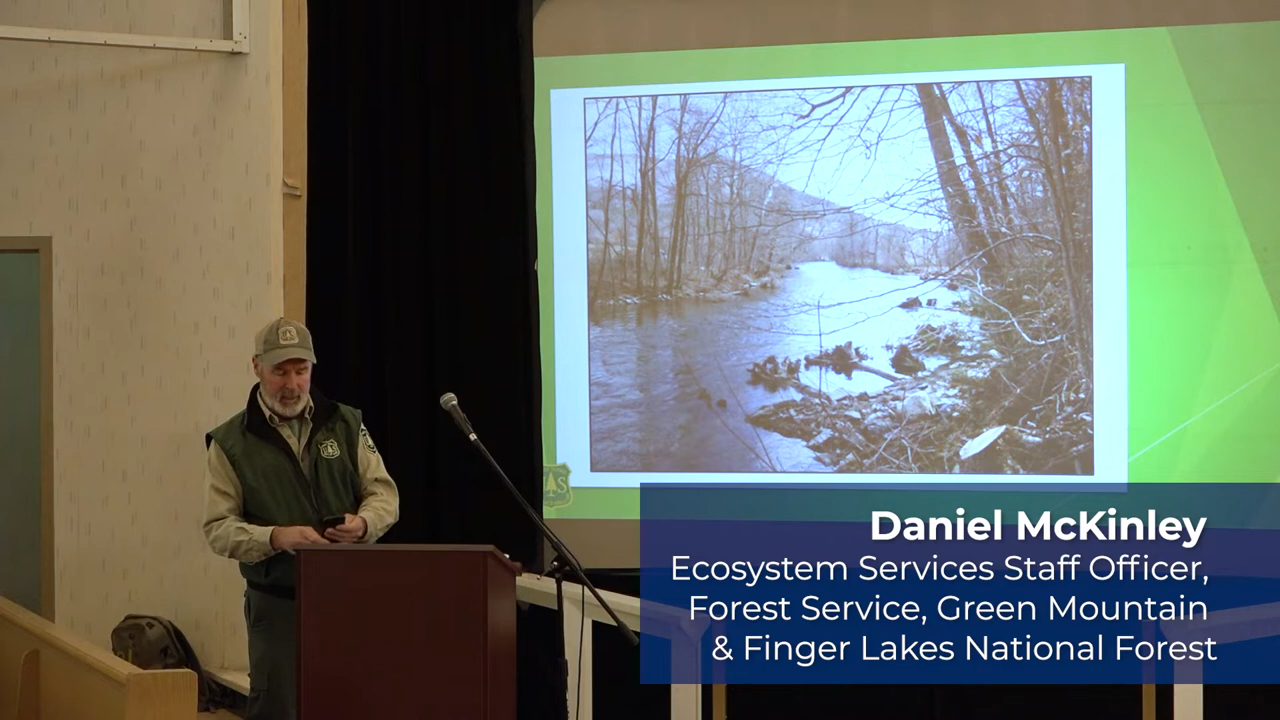 Daniel McKinley
Ecosystem Services Staff Officer,
Forest Service, Green Mountain
& Finger Lakes National Forest